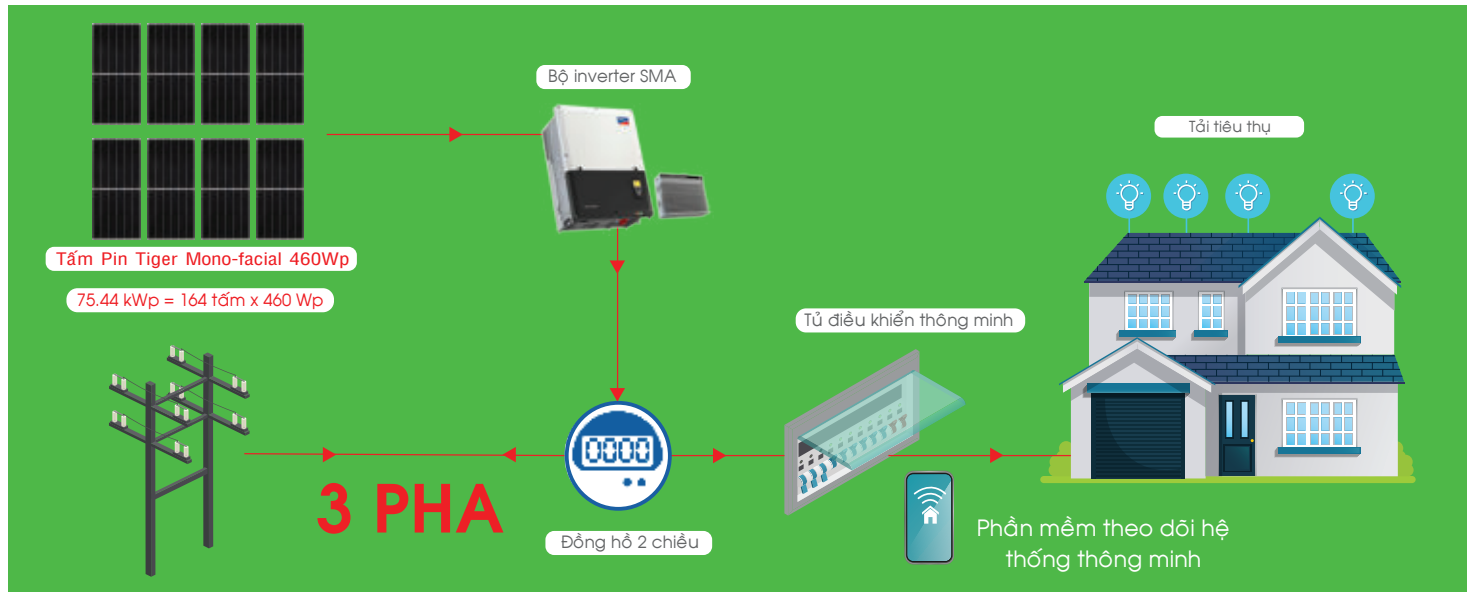 Bộ inverter SMA
Tải tiêu thụ
Tấm Pin Tiger Mono-facial 460Wp
75.44 kWp = 164 tấm x 460 Wp
Tủ điều khiển thông minh
0000
3 PHA
Đồng hồ 2 chiều
Phần mềm theo dõi hệ
thống thông minh